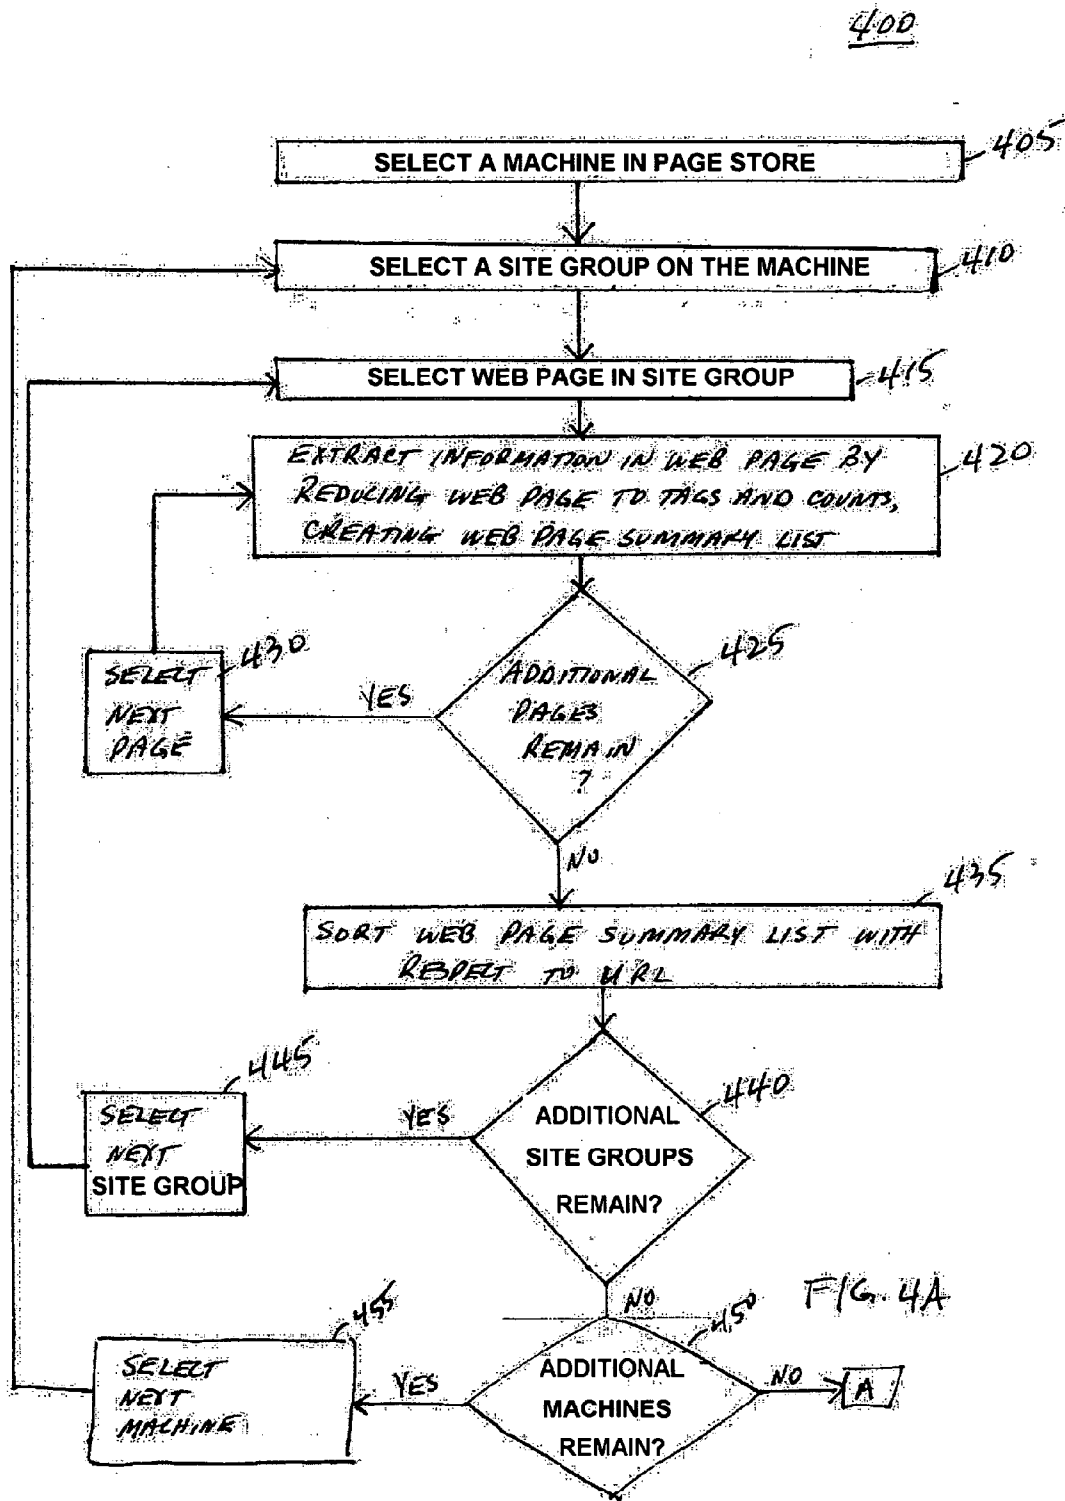 400
SELECT A MACHINE IN PAGE STORE
405
SELECT A SITE GROUP ON THE MACHINE
410
SELECT WEB PAGE IN SITE GROUP
415
EXTRACT INFORMATION IN WEB PAGE BY
REDUCING WEB PAGE TO TAGS AND COUNTS,
CREATING WEB PAGE SUMMARY LIST
420
430
SELECT
NEXT
PAGE
YES
ADDITIONAL
PAGES
REMAIN
?
425
NO
435
SORT WEB PAGE SUMMARY LIST WITH
RESPECT TO URL
445
SELECT
NEXT
SITE GROUP
YES
ADDITIONAL
SITE GROUPS
REMAIN?
440
NO
FIG. 4A
455
SELECT
NEXT
MACHINE
YES
ADDITIONAL
MACHINES
REMAIN?
450
NO
A